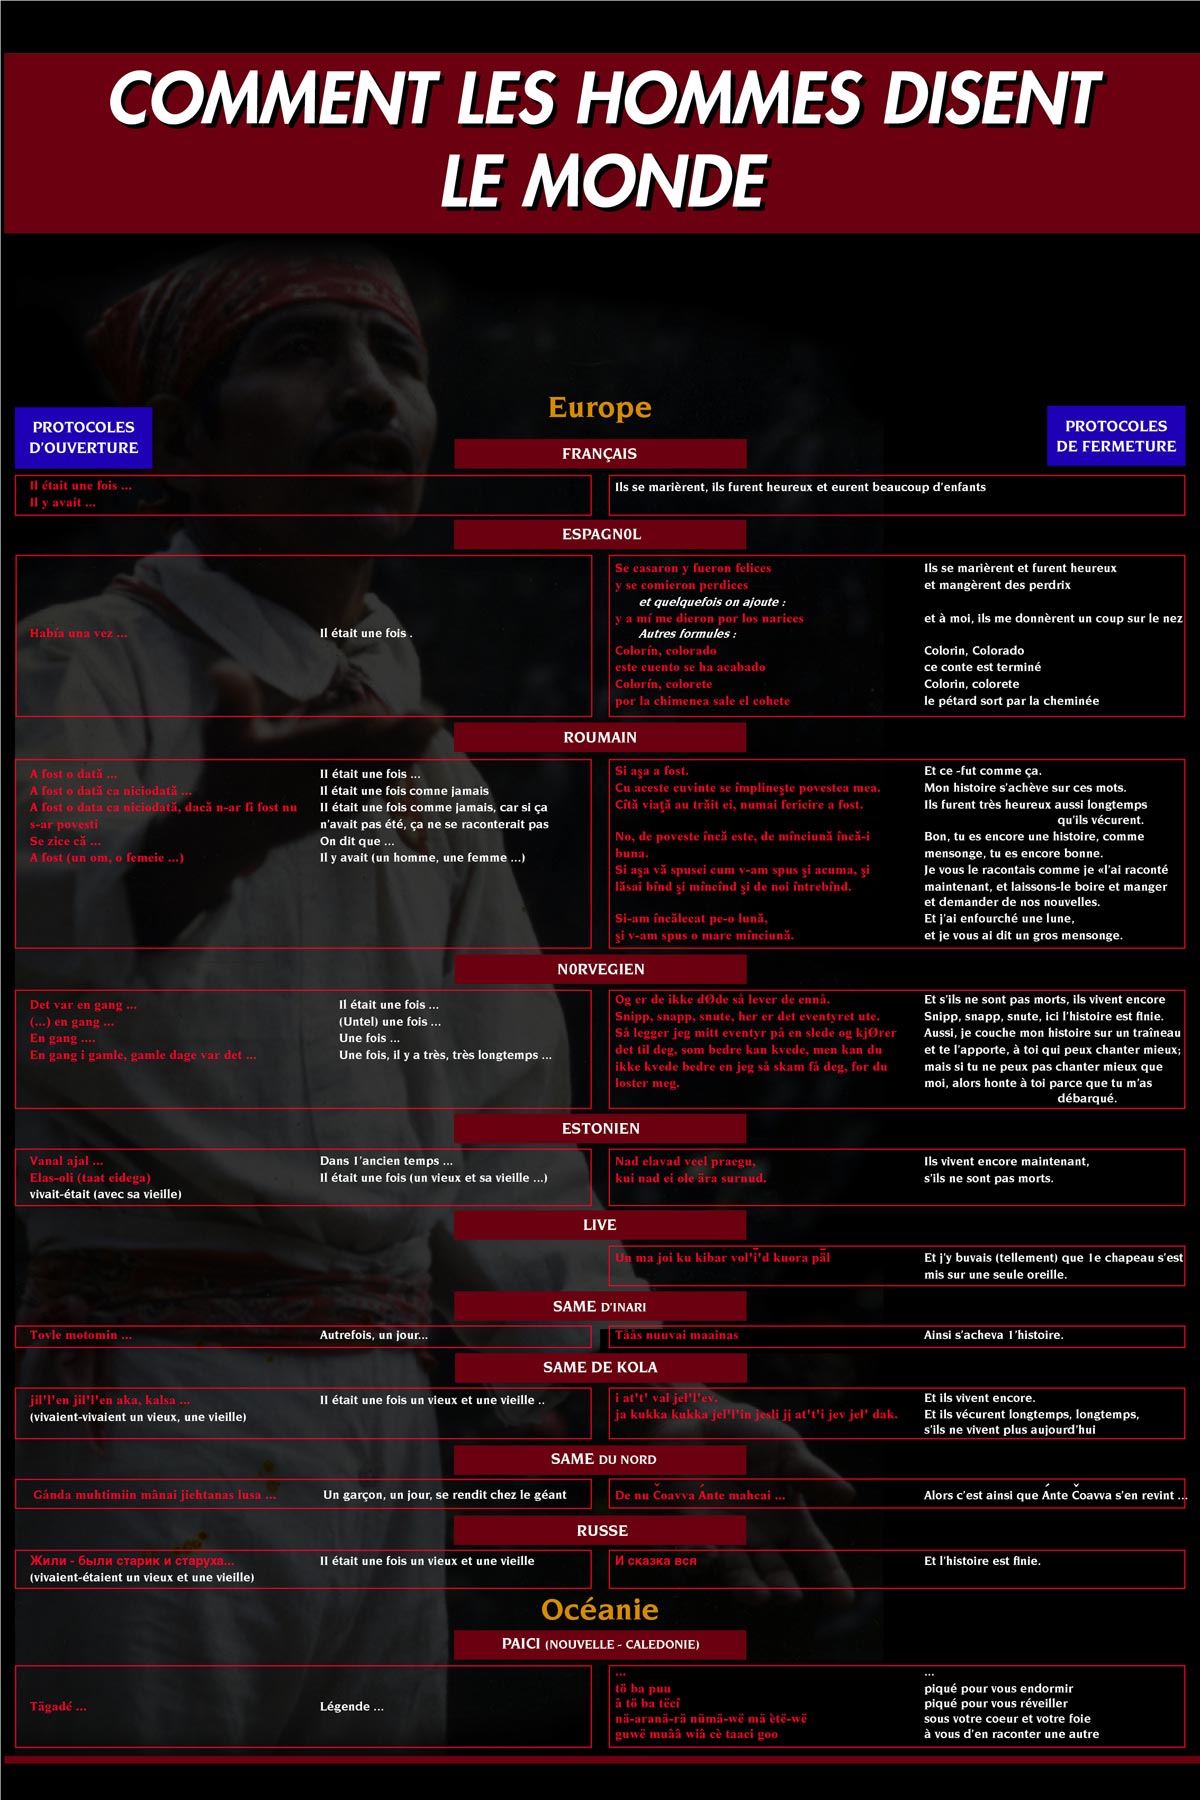 COMMENT LES HOMMES DISENT
LE MONDE
Europe
PROTOCOLES
D'OUVERTURE
PROTOCOLES
DE FERMETURE
FRANÇAIS
Il était une fois ...
Il y avait ...
Ils se marièrent, ils furent heureux et eurent beaucoup d'enfants
ESPAGN0L
Había una vez ...
Il était une fois .
Se casaron y fueron felices
y se comieron perdices
et quelquefois on ajoute :
y a mí me dieron por los narices
Autres formules :
Colorín, colorado
este cuento se ha acabado
Colorín, colorete
por la chimenea sale el cohete
Ils se marièrent et furent heureux
et mangèrent des perdrix
et à moi, ils me donnèrent un coup sur le nez
Colorin, Colorado
ce conte est terminé
Colorin, colorete
le pétard sort par la cheminée
ROUMAIN
A fost o dată ...
A fost o dată ca niciodată ...
A fost o data ca niciodată, dacă n-ar fi fost nu
s-ar povesti
Se zice că ...
A fost (un om, o femeie ...)
Il était une fois ...
Il était une fois comne jamais
Il était une fois comme jamais, car si ça
n'avait pas été, ça ne se raconterait pas
On dit que ...
Il y avait (un homme, une femme ...)
Si aşa a fost.
Cu aceste cuvinte se împlineşte povestea mea.
Cîtă viaţă au trăit ei, numai fericire a fost.
No, de poveste încă este, de mînciună încă-i
buna.
Si aşa vă spusei cum v-am spus şi acuma, şi
lăsai bînd şi mîncînd şi de noi întrebînd.
Si-am încălecat pe-o lună,
şi v-am spus o mare mînciună.
Et ce -fut comme ça.
Mon histoire s'achève sur ces mots.
Ils furent très heureux aussi longtemps
qu'ils vécurent.
Bon, tu es encore une histoire, comme
mensonge, tu es encore bonne.
Je vous le racontais comme je «l'ai raconté
maintenant, et laissons-le boire et manger
et demander de nos nouvelles.
Et j'ai enfourché une lune,
et je vous ai dit un gros mensonge.
N0RVEGIEN
Det var en gang ...
(...) en gang ...
En gang ....
En gang i gamle, gamle dage var det ...
Il était une fois ...
(Untel) une fois ...
Une fois ...
Une fois, il y a très, très longtemps ...
Og er de ikke dØde så lever de ennå.
Snipp, snapp, snute, her er det eventyret ute.
Så legger jeg mitt eventyr på en slede og kjØrer
det til deg, som bedre kan kvede, men kan du
ikke kvede bedre en jeg så skam få deg, for du
loster meg.
Et s'ils ne sont pas morts, ils vivent encore
Snipp, snapp, snute, ici l'histoire est finie.
Aussi, je couche mon histoire sur un traîneau
et te l'apporte, à toi qui peux chanter mieux;
mais si tu ne peux pas chanter mieux que
moi, alors honte à toi parce que tu m'as
débarqué.
ESTONIEN
Vanal ajal ...
Elas-oli (taat eidega)
vivait-était (avec sa vieille)
Dans 1'ancien temps ...
Il était une fois (un vieux et sa vieille ...)
Nad elavad veel praegu,
kui nad ei ole ära surnud.
Ils vivent encore maintenant,
s'ils ne sont pas morts.
LIVE
Un ma joi ku kibar vol'ī'd kuora pǟl
Et j'y buvais (tellement) que 1e chapeau s'est
mis sur une seule oreille.
SAME D'INARI
Tovle motomin ...
Autrefois, un jour...
Tåås nuuvai maainas
Ainsi s'acheva 1'histoire.
SAME DE KOLA
jil'l'en jil'l'en aka, kalsa ...
(vivaient-vivaient un vieux, une vieille)
Il était une fois un vieux et une vieille ..
i at't' vai jel'l'ev.
ja kukka kukka jel'l'in jesli jį at't'i jev jel' dak.
Et ils vivent encore.
Et ils vécurent longtemps, longtemps,
s'ils ne vivent plus aujourd'hui
SAME DU NORD
Gánda muhtimiin mânai jiehtanas lusa ...
Un garçon, un jour, se rendit chez le géant
De nu Čoavva Ánte mahcai ...
Alors c'est ainsi que Ánte Čoavva s'en revint ...
RUSSE
Жили - были старик и старуха...
(vivaient-étaient un vieux et une vieille)
Il était une fois un vieux et une vieille
И сказка вся
Et l'histoire est finie.
Océanie
PAICI (NOUVELLE - CALEDONIE)
Tägadé ...
Légende ...
...
tö ba puu
â tö ba tëcî
nä-aranä-rä nümä-wë mä ètë-wë
guwë muââ wiâ cè taaci goo
...
piqué pour vous endormir
piqué pour vous réveiller
sous votre coeur et votre foie
à vous d'en raconter une autre